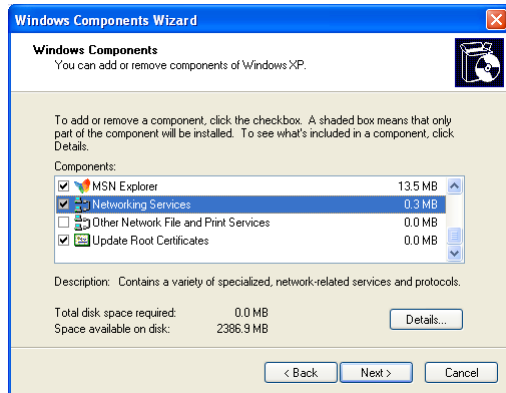 Windows Components Wizard
Windows Components
You can add or remove components of Windows XP.
To add or remove a component, click the checkbox. A shaded box means that only
part of the component will be installed. To see what's included in a component, click
Details.
Components:
MSN Explorer 13.5 MB
Networking Services 0.3 MB
Other Network File and Print Services 0.0 MB
Update Root Certificates 0.0 MB
Description: Contains a variety of specialized, network-related services and protocols.
Total disk space required: 0.0 MB
Space available on disk: 2386.9 MB
Details...
< Back Next > Cancel